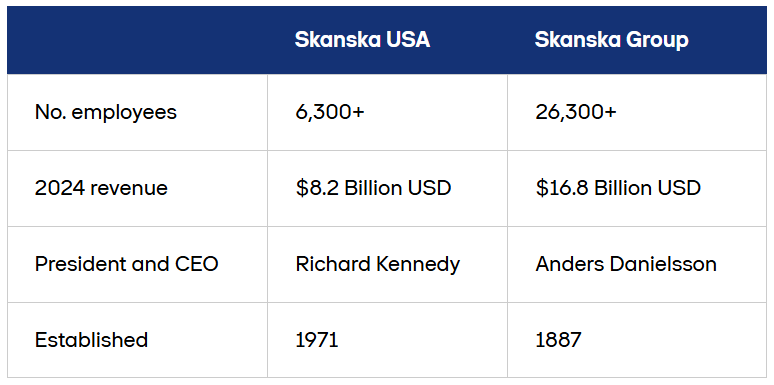 Skanska USA Skanska Group
No. employees 6,300+ 26,300+
2024 revenue $8.2 Billion USD $16.8 Billion USD
President and CEO Richard Kennedy Anders Danielsson
Established 1971 1887